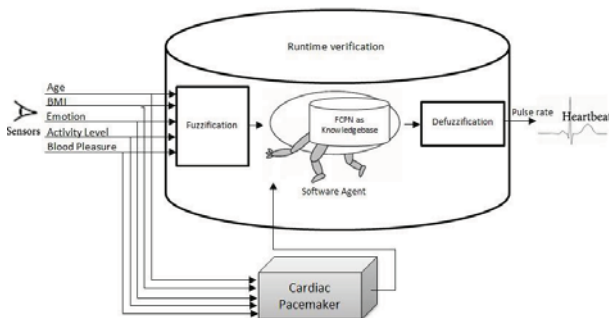 Runtime verification
Age
BMI
Emotion
Activity Level
Blood Pleasure
Sensors
Fuzzification
FCPN as
Knowledgebase
Software Agent
Defuzzification
Pulse rate
Heartbeat
Cardiac
Pacemaker